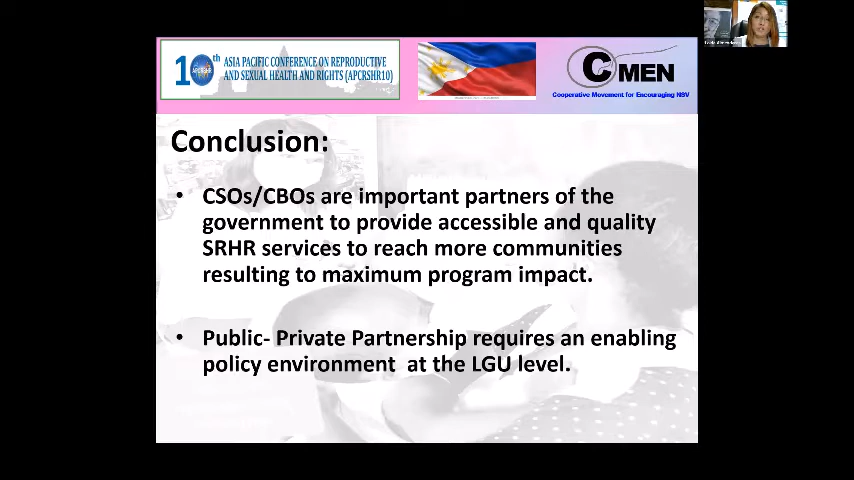 10th
ASIA PACIFIC CONFERENCE ON REPRODUCTIVE
AND SEXUAL HEALTH AND RIGHTS (APCRSHR10)
CMEN
Cooperative Movement for Encouraging NSV
Conclusion:
• CSOs/CBOs are important partners of the
government to provide accessible and quality
SRHR services to reach more communities
resulting to maximum program impact.
• Public- Private Partnership requires an enabling
policy environment at the LGU level.